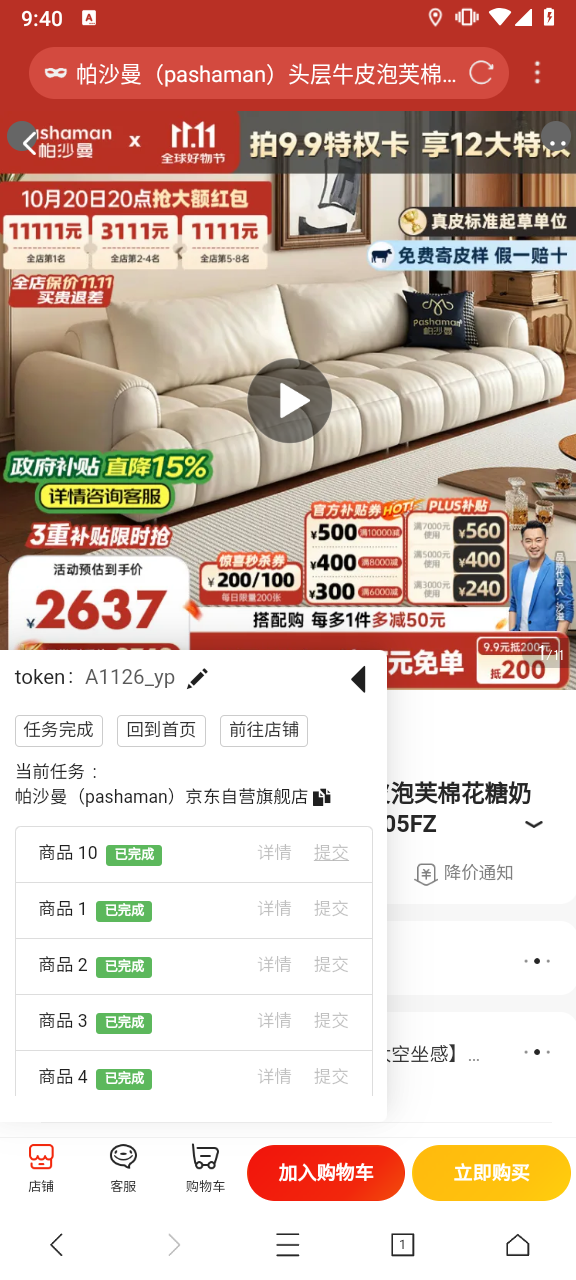 9:40
帕沙曼（pashaman）头层牛皮泡芙棉...
pashaman
帕沙曼
x
11.11
全球好物节
拍9.9特权卡 享12大特权
10月20日20点抢大额红包
11111元 3111元 1111元
全店第1名 全店第2-4名 全店第5-8名
全店保价11.11
买贵退差
真皮标准起草单位
免费寄皮样 假一赔十
pashaman
帕沙曼
政府补贴 直降15%
详情咨询客服
3重补贴限时抢
活动预估到手价
¥2637
惊喜秒杀券
¥200/100
每日限量200张
官方补贴券HOT
¥500 满10000减
¥400 满8000减
¥300 满6000减
PLUS补贴
满7000元使用 ¥560
满5000元使用 ¥400
满3000元使用 ¥240
品牌代言人
搭配购 每多1件多减50元
元免单
9.9元抵200元
抵200
1/11
token： A1126_yp
任务完成 回到首页 前往店铺
当前任务：
帕沙曼（pashaman）京东自营旗舰店
商品 10 已完成 详情 提交
商品 1 已完成 详情 提交
商品 2 已完成 详情 提交
商品 3 已完成 详情 提交
商品 4 已完成 详情 提交
皮泡芙棉花糖奶
05FZ
降价通知
太空坐感】...
店铺 客服 购物车 加入购物车 立即购买
1